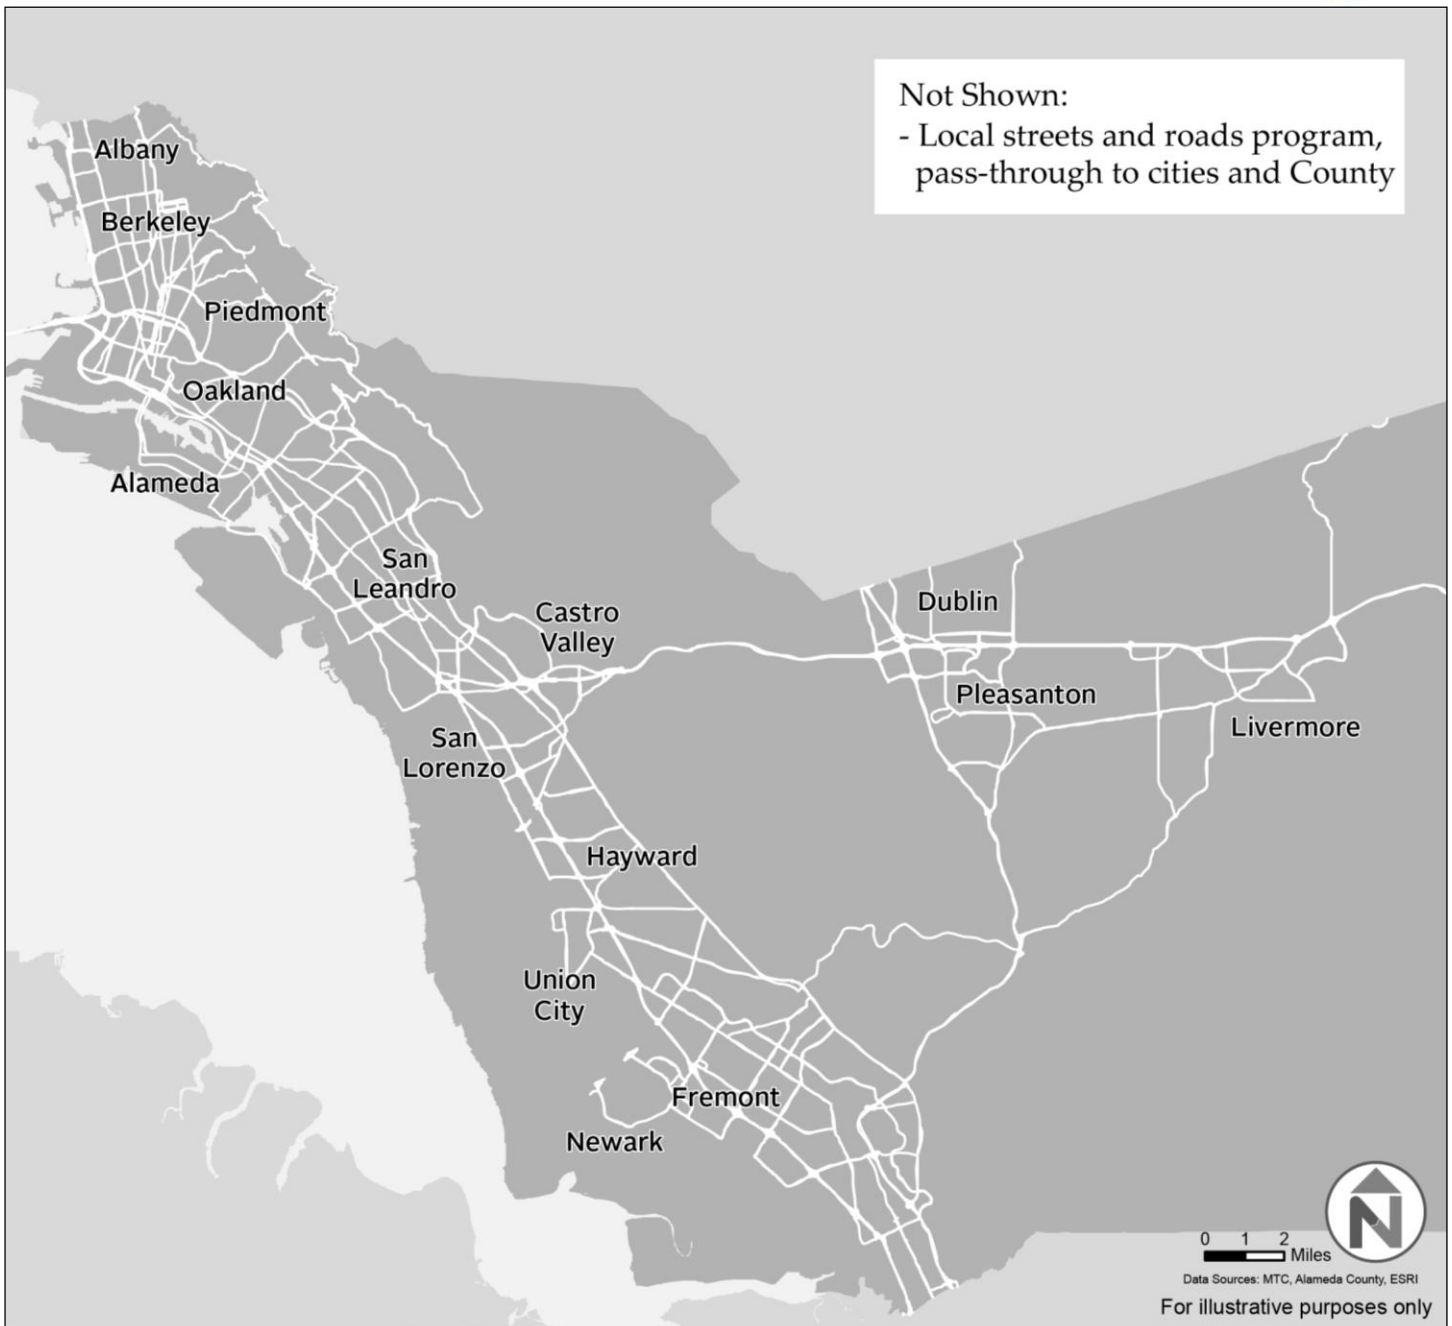 Not Shown:
- Local streets and roads program,
pass-through to cities and County
Albany
Berkeley
Piedmont
Oakland
Alameda
San
Leandro
Castro
Valley
Dublin
Pleasanton
Livermore
San
Lorenzo
Hayward
Union
City
Fremont
Newark
N
0 1 2
Miles
Data Sources: MTC, Alameda County, ESRI
For illustrative purposes only